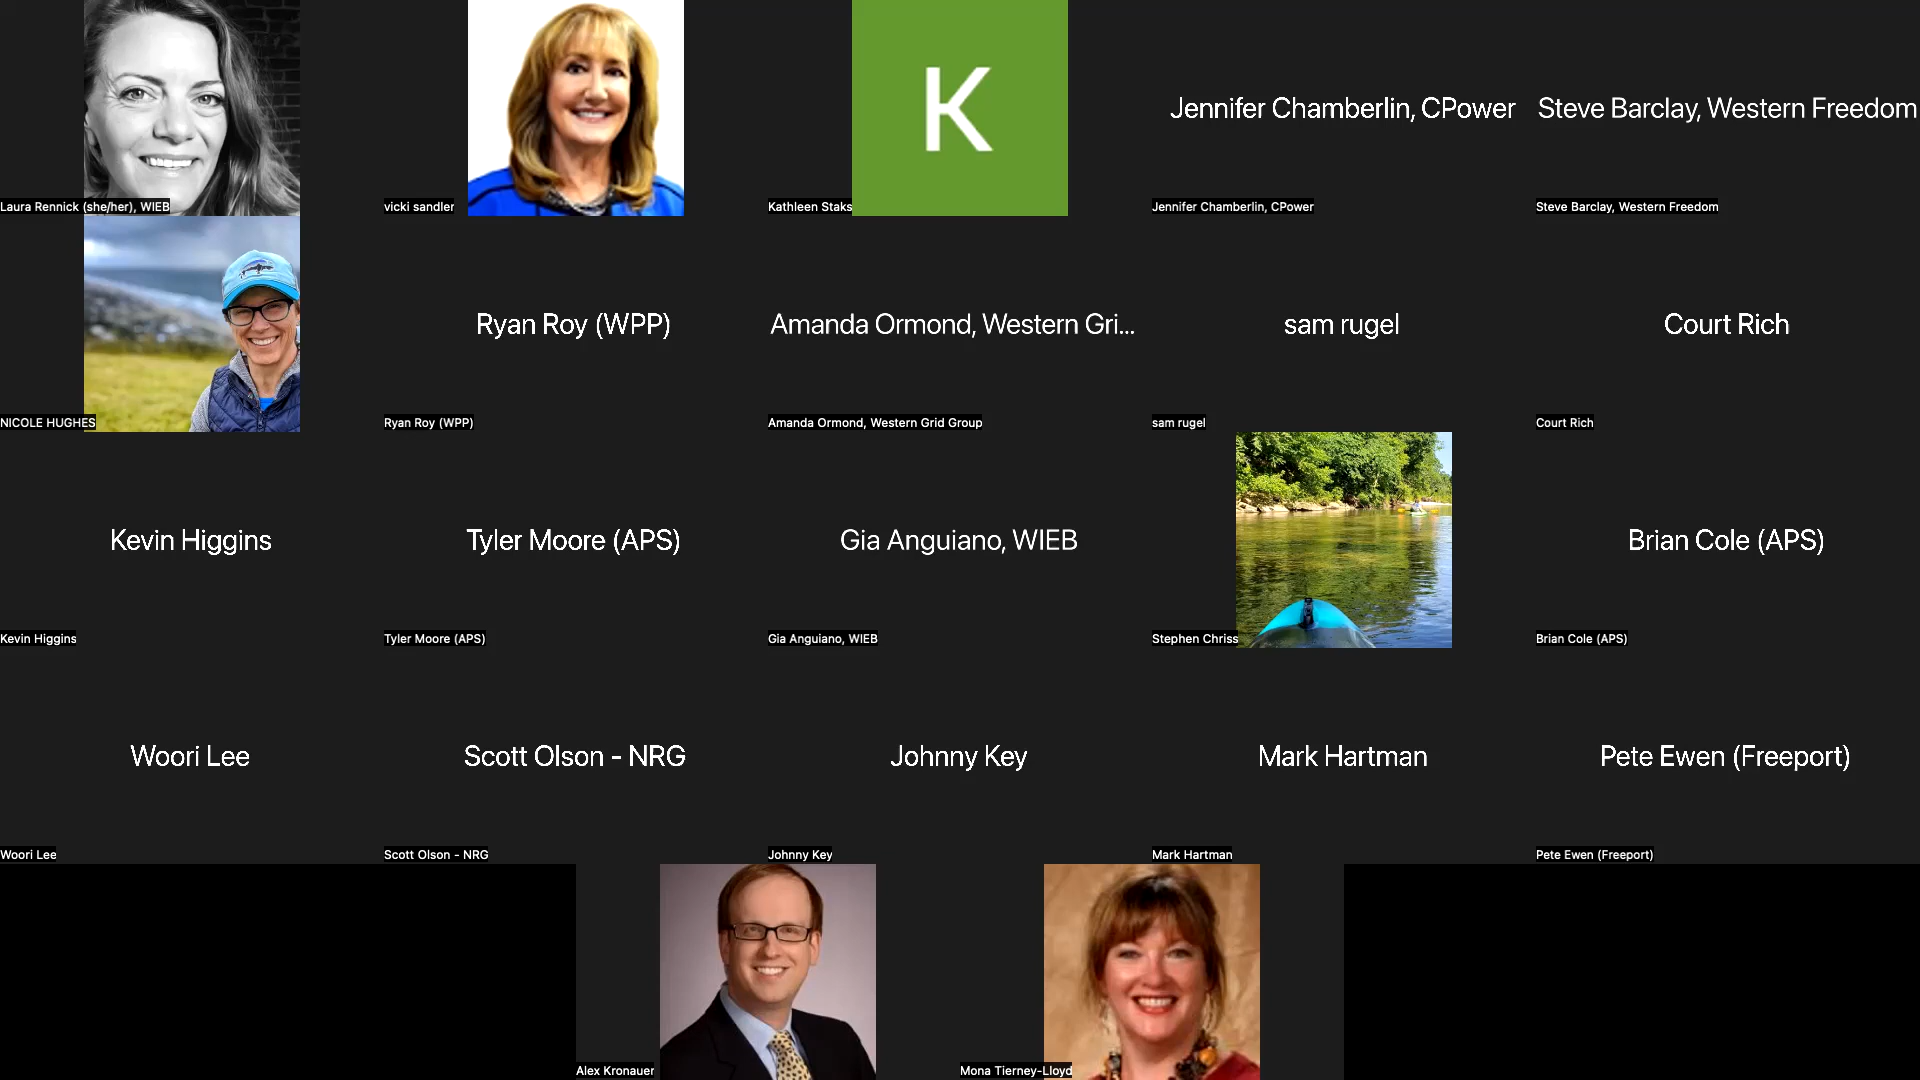 K
Jennifer Chamberlin, CPower
Steve Barclay, Western Freedom
Laura Rennick (she/her), WIEB
vicki sandler
Kathleen Staks
Jennifer Chamberlin, CPower
Steve Barclay, Western Freedom
Ryan Roy (WPP)
Amanda Ormond, Western Gri...
sam rugel
Court Rich
NICOLE HUGHES
Ryan Roy (WPP)
Amanda Ormond, Western Grid Group
sam rugel
Court Rich
Kevin Higgins
Tyler Moore (APS)
Gia Anguiano, WIEB
Brian Cole (APS)
Kevin Higgins
Tyler Moore (APS)
Gia Anguiano, WIEB
Stephen Chriss
Brian Cole (APS)
Woori Lee
Scott Olson - NRG
Johnny Key
Mark Hartman
Pete Ewen (Freeport)
Woori Lee
Scott Olson - NRG
Johnny Key
Mark Hartman
Pete Ewen (Freeport)
Alex Kronauer
Mona Tierney-Lloyd